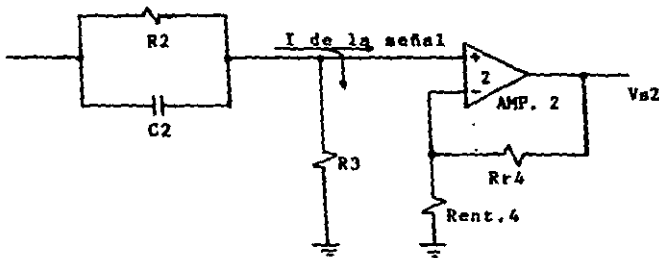 R2
C2
I de la señal
R3
+
2
-
AMP. 2
Vs2
Rr4
Rent.4